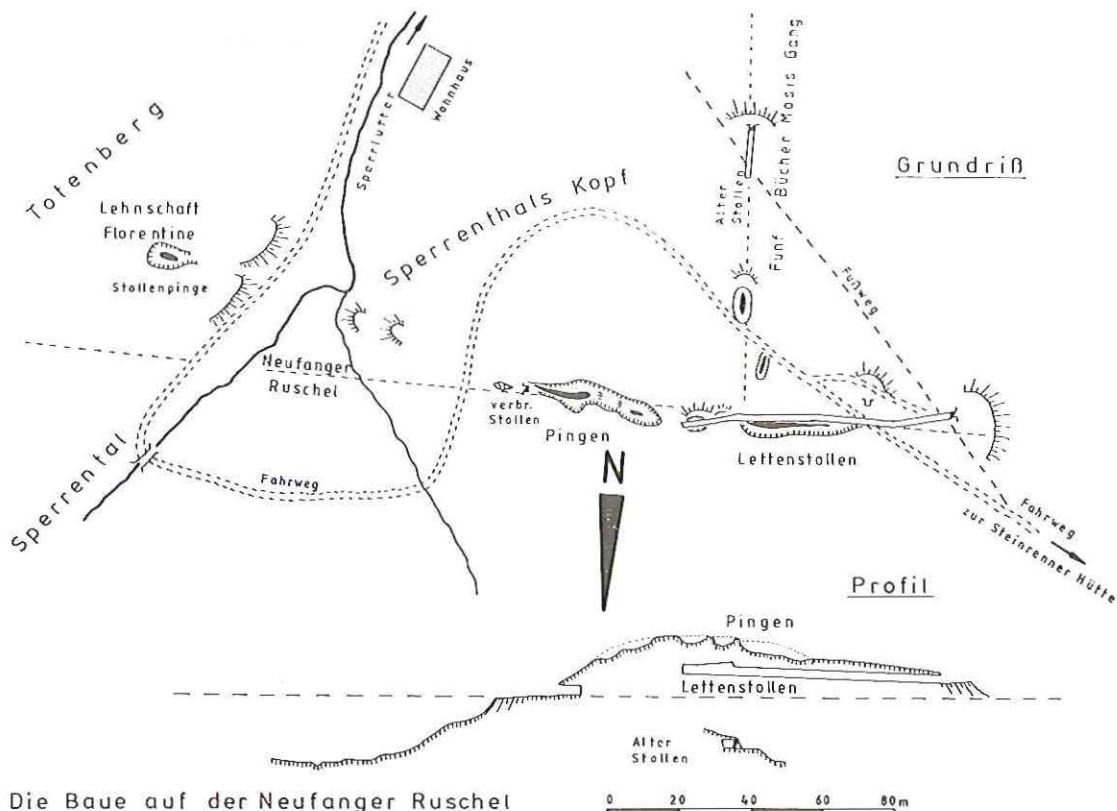 Totenberg
Lehnschaft
Florentine
Stollenpinge
Sperrlutter
Wohnhaus
Sperrenthals Kopf
Alter
Stollen
Fünf Bücher Mosis Gang
Grundriß
Fußweg
Neufanger
Ruschel
verbr.
Stollen
Pingen
Lettenstollen
Sperrental
Fahrweg
N
Fahrweg
zur Steinrenner Hütte
Profil
Pingen
Lettenstollen
Alter
Stollen
Die Baue auf der Neufanger Ruschel
0 20 40 60 80m